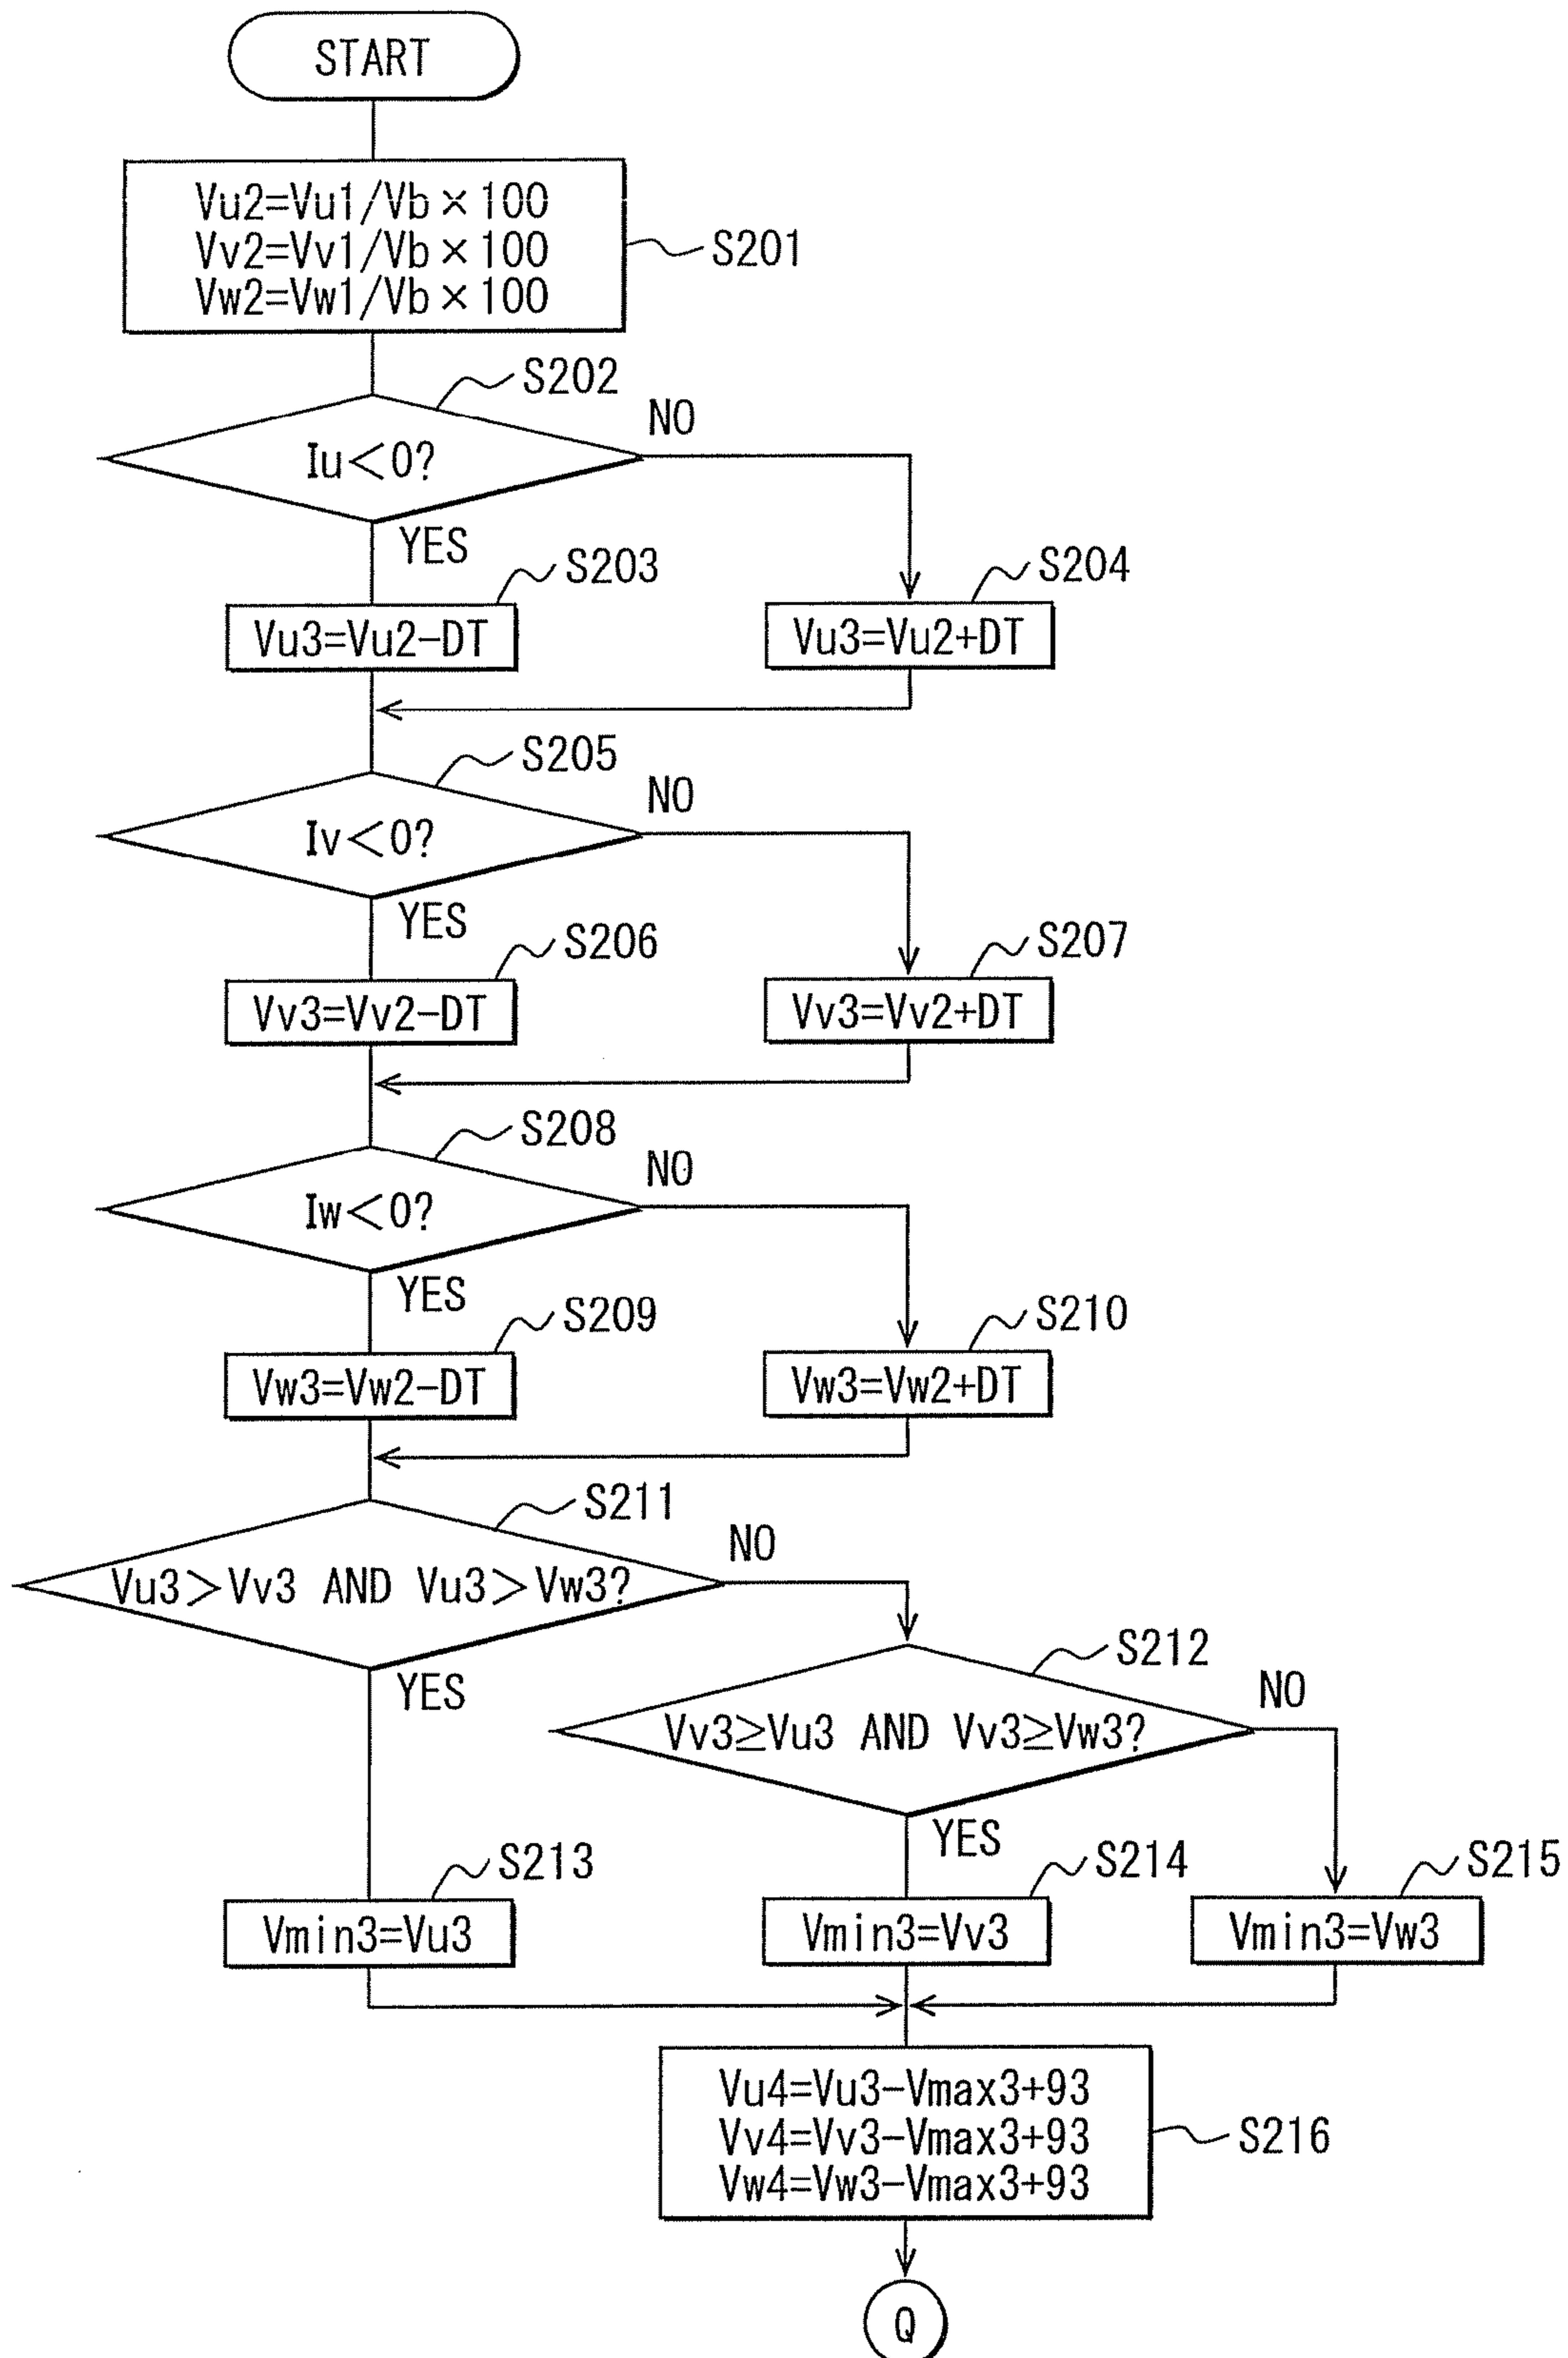 START
Vu2=Vu1/Vb×100
Vv2=Vv1/Vb×100
Vw2=Vw1/Vb×100
S201
S202
Iu<0?
NO
YES
S203
Vu3=Vu2-DT
S204
Vu3=Vu2+DT
S205
Iv<0?
NO
YES
S206
Vv3=Vv2-DT
S207
Vv3=Vv2+DT
S208
Iw<0?
NO
YES
S209
Vw3=Vw2-DT
S210
Vw3=Vw2+DT
S211
Vu3>Vv3 AND Vu3>Vw3?
NO
YES
S212
Vv3≥Vu3 AND Vv3≥Vw3?
NO
YES
S213
Vmin3=Vu3
S214
Vmin3=Vv3
S215
Vmin3=Vw3
Vu4=Vu3-Vmax3+93
Vv4=Vv3-Vmax3+93
Vw4=Vw3-Vmax3+93
S216
Q